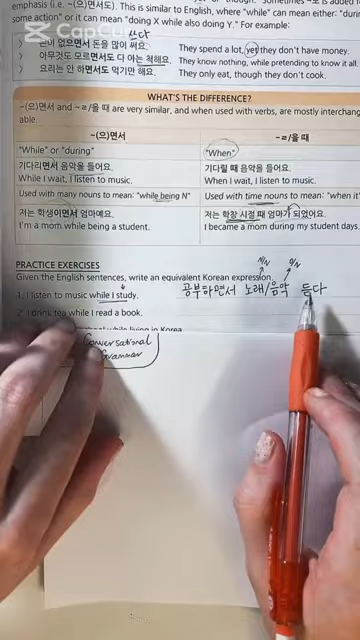 CapCut
emphasis (i.e. ~(으)면서도). This is similar to English, where "while" can mean either: "during
some action" or it can mean "doing X while also doing Y." For example:
쓰다
돈이 없으면서 돈을 많이 써요. They spend a lot, yet they don't have money.
아무것도 모르면서도 다 아는 척해요. They know nothing, while pretending to know it all.
요리는 안 하면서도 먹기만 해요. They only eat, though they don't cook.
WHAT'S THE DIFFERENCE?
~(으)면서 and ~ㄹ/을 때 are very similar, and when used with verbs, are mostly interchang
able.
~(으)면서 ~ㄹ/을 때
"While" or "during" "When"
기다리면서 음악을 들어요. 기다릴 때 음악을 들어요.
While I wait, I listen to music. When I wait, I listen to music.
Used with many nouns to mean: "while being N" Used with time nouns to mean: "when it
저는 학생이면서 엄마예요. 저는 학창 시절 때 엄마가 되었어요.
I'm a mom while being a student. I became a mom during my student days.
PRACTICE EXERCISES
Given the English sentences, write an equivalent Korean expression.
1. I listen to music while I study. 공부하면서 노래/음악 듣다
2. I drink tea while I read a book.
while living in Korea
Conversational
Grammar